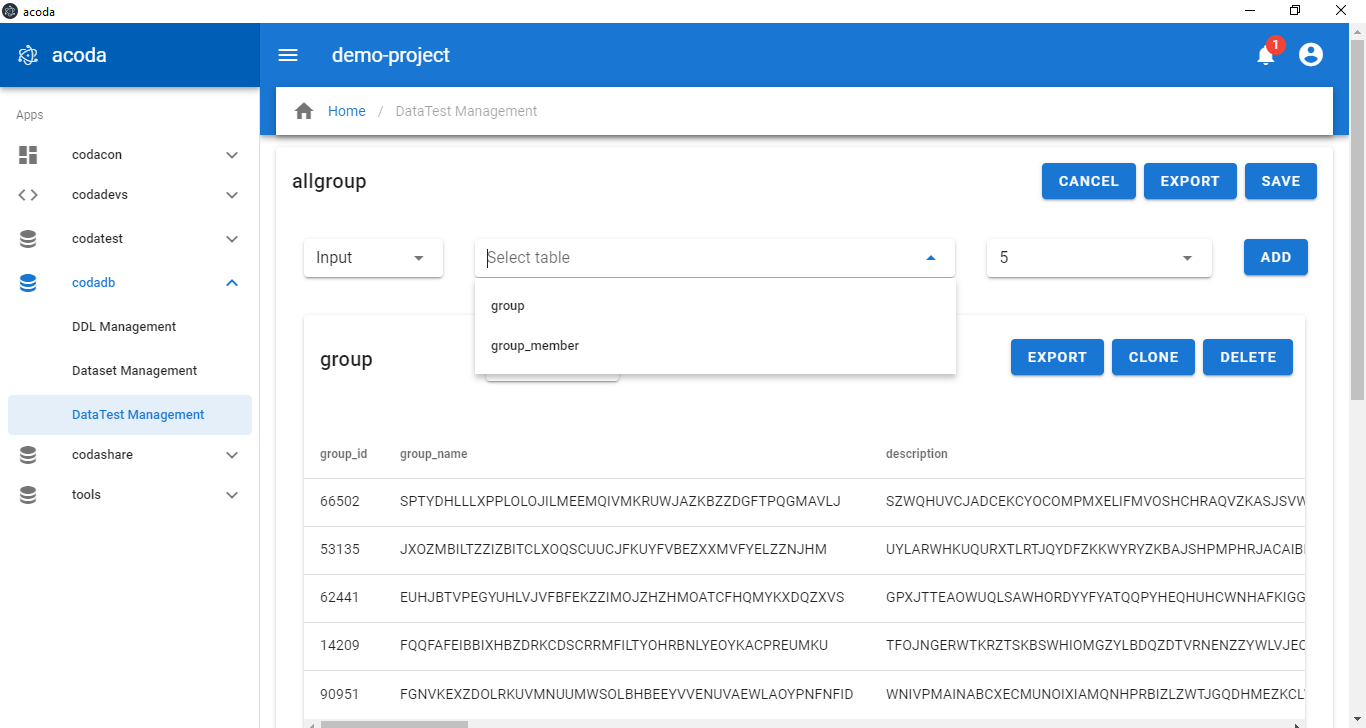 acoda
acoda
demo-project
1
Apps
Home / DataTest Management
codacon
codadevs
codatest
codadb
DDL Management
Dataset Management
DataTest Management
codashare
tools
allgroup
CANCEL
EXPORT
SAVE
Input
Select table
5
ADD
group
group_member
group
EXPORT
CLONE
DELETE
group_id group_name description
66502 SPTYDHLLLXPPLOLOJILMEEMQIVMKRUWJAZKBZZDGFTPQGMAVLJ SZWQHUVCJADCEKCYOCOMPMXELIFMVOSHCHRAQVZKASJSVW
53135 JXOZMBILTZZIZBITCLXOQSCUUCJFKUYFVBEZXXMVFYELZZNJHM UYLARWHKUQURXTLRTJQYDFZKKWYRYZKBAJSHPMPHRJACAIB
62441 EUHJBTVPEGYUHLVJVFBFEKZZIMOJZHZHMOATCFHQMYKXDQZXVS GPXJTTEAOWUQLSAWHORDYYFYATQQPYHEQHUHCWNHAFKIGG
14209 FQQFAFEIBBIXHBZDRKCDSCRRMFILTYOHRBNLYEOYKACPREUMKU TFOJNGERWTKRZTSKBSWHIOMGZYLBDQZDTVRNENZZYWLVJEC
90951 FGNVKEXZDOLRKUVMNUUMWSOLBHBEEYVVENUVAEWLAOYPNFNFID WNIVPMAINABCXECMUNOIXIAMQNHPRBIZLZWTJGQDHMEZKCL